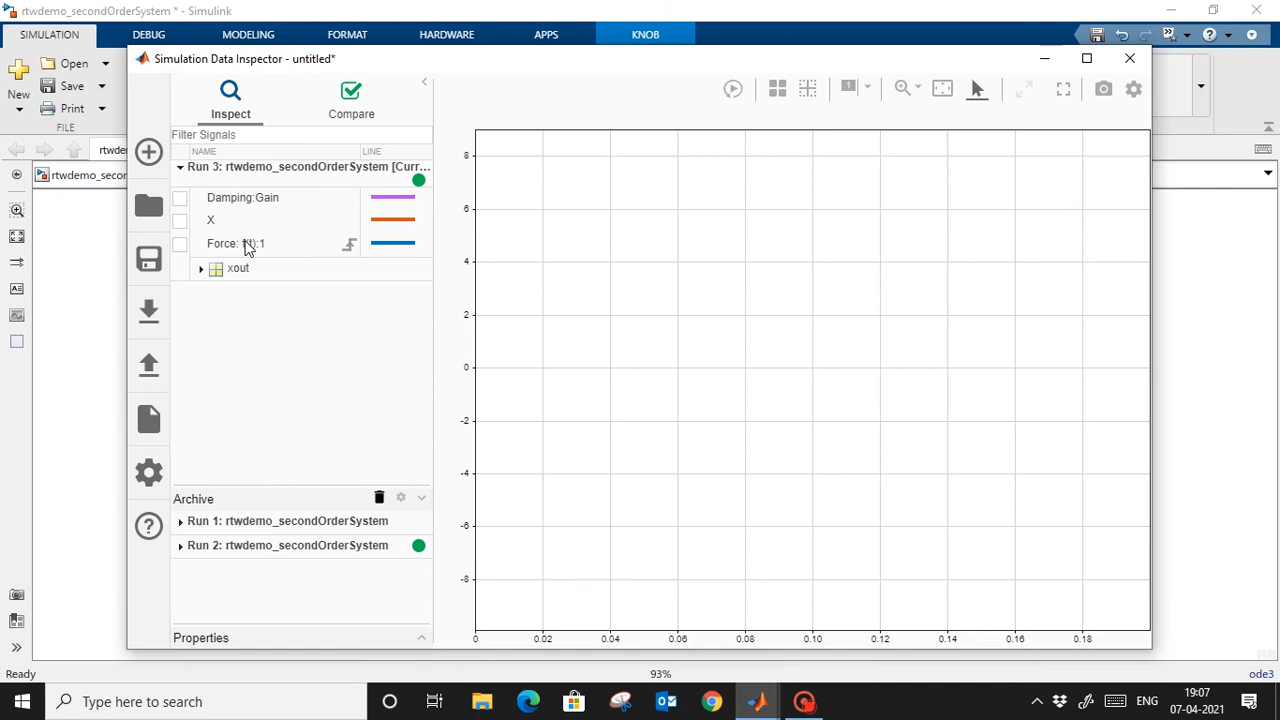 rtwdemo_secondOrderSystem * - Simulink
SIMULATION DEBUG MODELING FORMAT HARDWARE APPS KNOB
New
Open
Save
Print
FILE
Simulation Data Inspector - untitled*
Inspect
Compare
Filter Signals
NAME LINE
Run 3: rtwdemo_secondOrderSystem [Curr...
Damping:Gain
X
Force: f(t):1
xout
Archive
Run 1: rtwdemo_secondOrderSystem
Run 2: rtwdemo_secondOrderSystem
Properties
rtwde
rtwdemo_secon
1
8
6
4
2
0
-2
-4
-6
-8
0 0.02 0.04 0.06 0.08 0.10 0.12 0.14 0.16 0.18
Ready
93%
ode3
Type here to search
ENG
19:07
07-04-2021